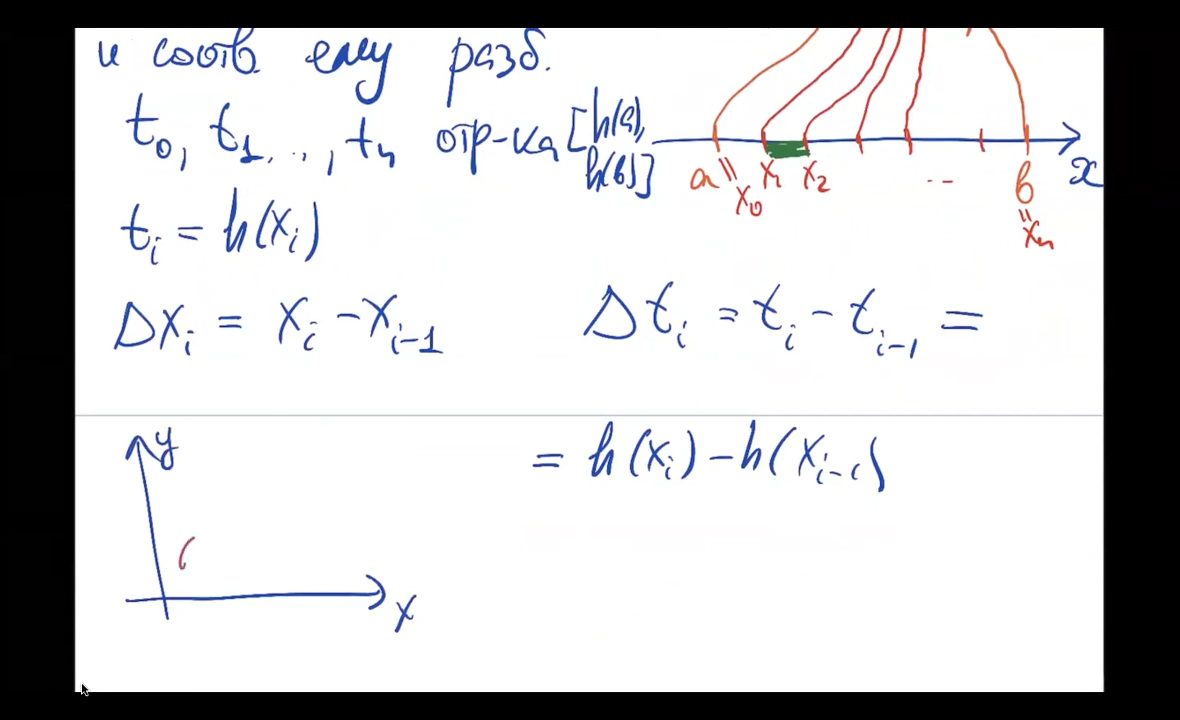 и соотв. ему разб.
t₀, t₁, ..., tₙ отр-ка [h(a), h(b)]
a = x₀ x₁ x₂ ... b = xₙ x
tᵢ = h(xᵢ)
Δxᵢ = xᵢ - xᵢ₋₁ Δtᵢ = tᵢ - tᵢ₋₁ =
= h(xᵢ) - h(xᵢ₋₁)
y
x